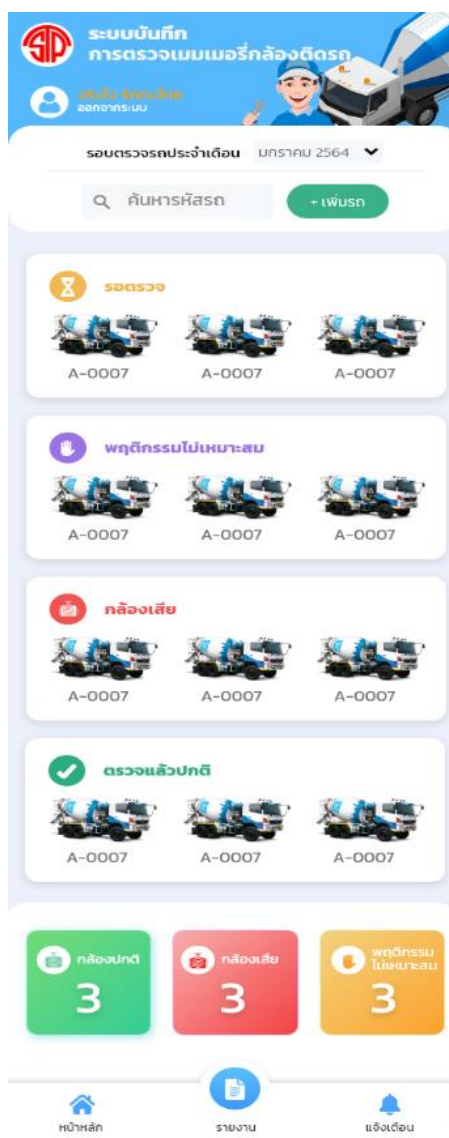 STP
ระบบบันทึก
การตรวจเมมเมอรี่กล้องติดรถ
ออกจากระบบ
รอบตรวจรถประจำเดือน มกราคม 2564
ค้นหารหัสรถ + เพิ่มรถ
รอตรวจ
A-0007 A-0007 A-0007
พฤติกรรมไม่เหมาะสม
A-0007 A-0007 A-0007
กล้องเสีย
A-0007 A-0007 A-0007
ตรวจแล้วปกติ
A-0007 A-0007 A-0007
กล้องปกติ
3
กล้องเสีย
3
พฤติกรรม
ไม่เหมาะสม
3
หน้าหลัก รายงาน แจ้งเตือน